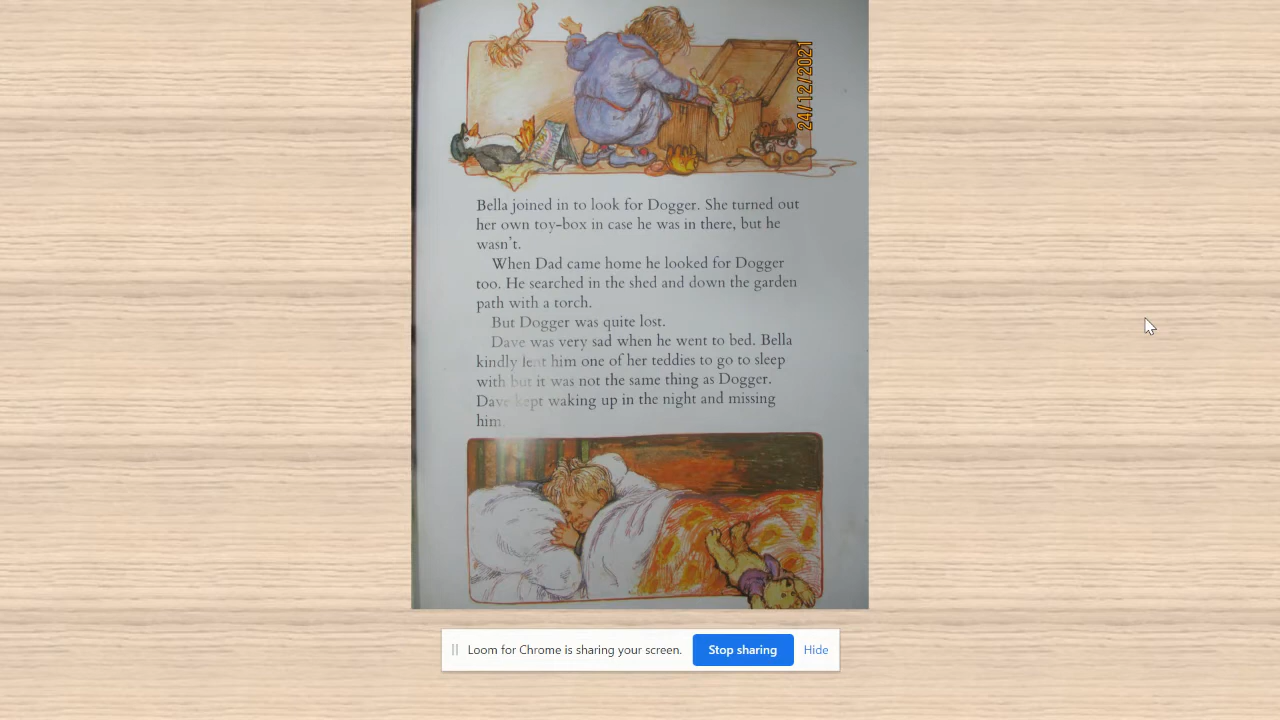 24/12/2021
Bella joined in to look for Dogger. She turned out
her own toy-box in case he was in there, but he
wasn't.
When Dad came home he looked for Dogger
too. He searched in the shed and down the garden
path with a torch.
But Dogger was quite lost.
Dave was very sad when he went to bed. Bella
kindly lent him one of her teddies to go to sleep
with but it was not the same thing as Dogger.
Dave kept waking up in the night and missing
him.
Loom for Chrome is sharing your screen.
Stop sharing
Hide